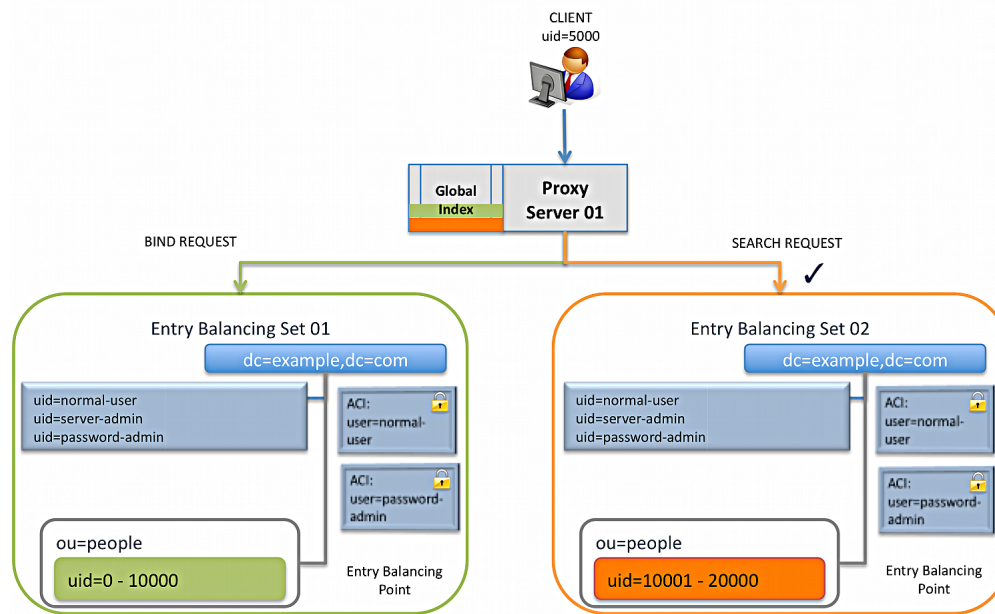 CLIENT
uid=5000
Global
Index
Proxy
Server 01
BIND REQUEST
SEARCH REQUEST
Entry Balancing Set 01
dc=example,dc=com
uid=normal-user
uid=server-admin
uid=password-admin
ACI:
user=normal-
user
ACI:
user=password-
admin
ou=people
uid=0 - 10000
Entry Balancing
Point
Entry Balancing Set 02
dc=example,dc=com
uid=normal-user
uid=server-admin
uid=password-admin
ACI:
user=normal-
user
ACI:
user=password-
admin
ou=people
uid=10001 - 20000
Entry Balancing
Point